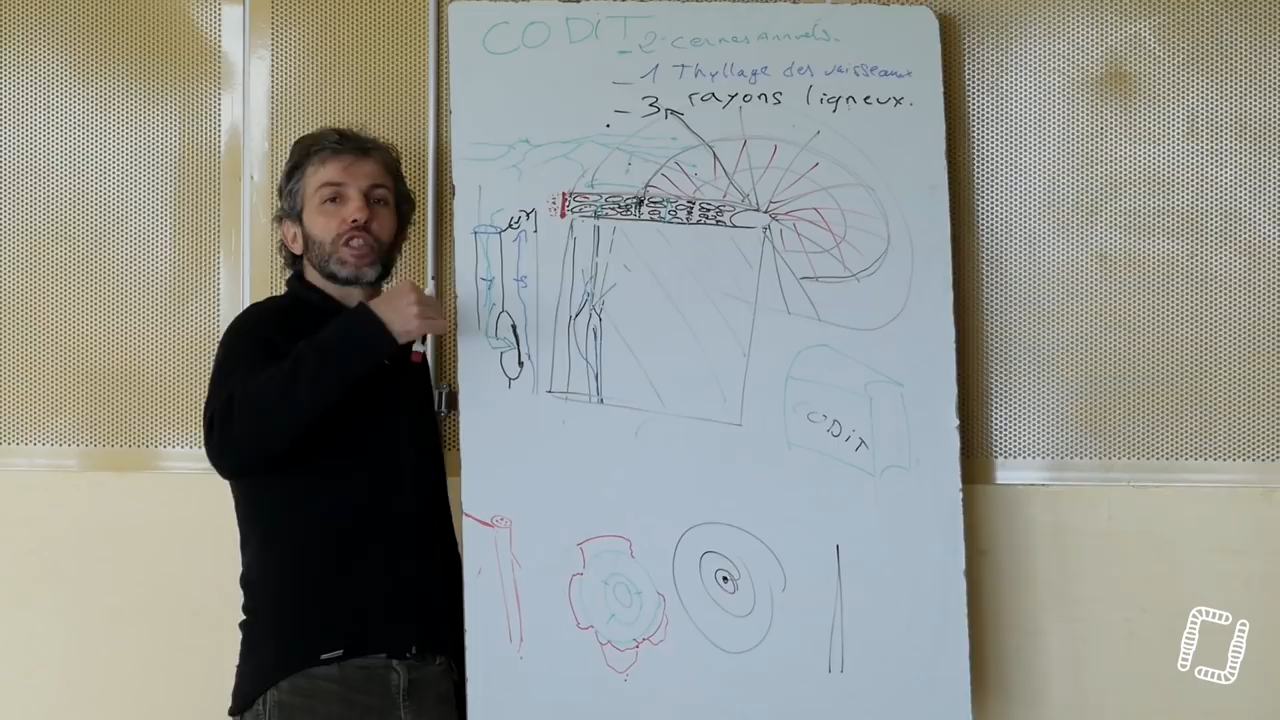 CODiT
- 2 cernes annuels.
- 1 Thyllage des vaisseaux
- 3 rayons ligneux.
CODiT